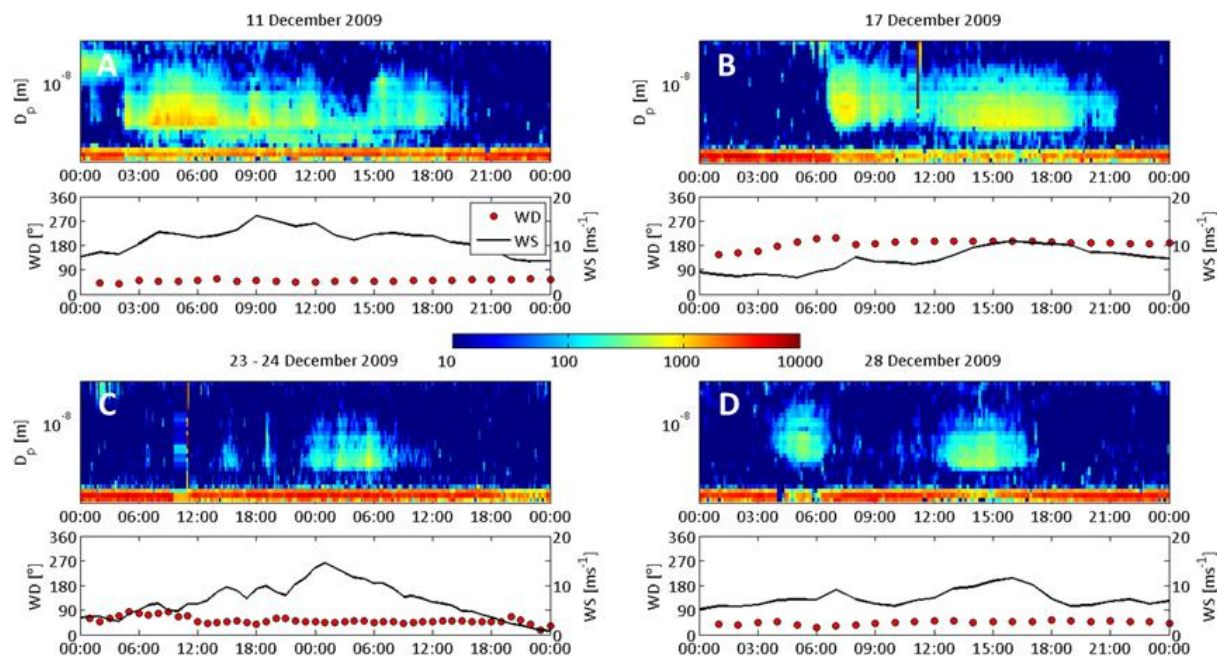 11 December 2009
17 December 2009
A
B
D_p [m]
10^-8
D_p [m]
10^-8
00:00 03:00 06:00 09:00 12:00 15:00 18:00 21:00 00:00
00:00 03:00 06:00 09:00 12:00 15:00 18:00 21:00 00:00
WD [°]
360
270
180
90
0
WD
WS
20
10
0
WS [ms^-1]
WD [°]
360
270
180
90
0
20
10
0
WS [ms^-1]
00:00 03:00 06:00 09:00 12:00 15:00 18:00 21:00 00:00
00:00 03:00 06:00 09:00 12:00 15:00 18:00 21:00 00:00
10 100 1000 10000
23 - 24 December 2009
28 December 2009
C
D
D_p [m]
10^-8
D_p [m]
10^-8
00:00 06:00 12:00 18:00 00:00 06:00 12:00 18:00 00:00
00:00 03:00 06:00 09:00 12:00 15:00 18:00 21:00 00:00
WD [°]
360
270
180
90
0
20
10
0
WS [ms^-1]
WD [°]
360
270
180
90
0
20
10
0
WS [ms^-1]
00:00 06:00 12:00 18:00 00:00 06:00 12:00 18:00 00:00
00:00 03:00 06:00 09:00 12:00 15:00 18:00 21:00 00:00